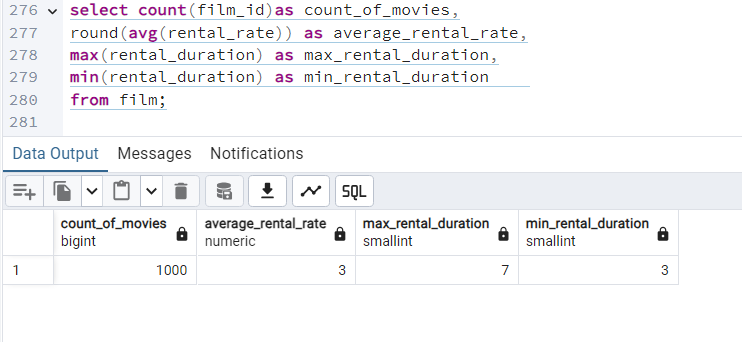 276 select count(film_id)as count_of_movies,
277 round(avg(rental_rate)) as average_rental_rate,
278 max(rental_duration) as max_rental_duration,
279 min(rental_duration) as min_rental_duration
280 from film;
281
Data Output Messages Notifications
SQL
count_of_movies average_rental_rate max_rental_duration min_rental_duration
bigint numeric smallint smallint
1 1000 3 7 3